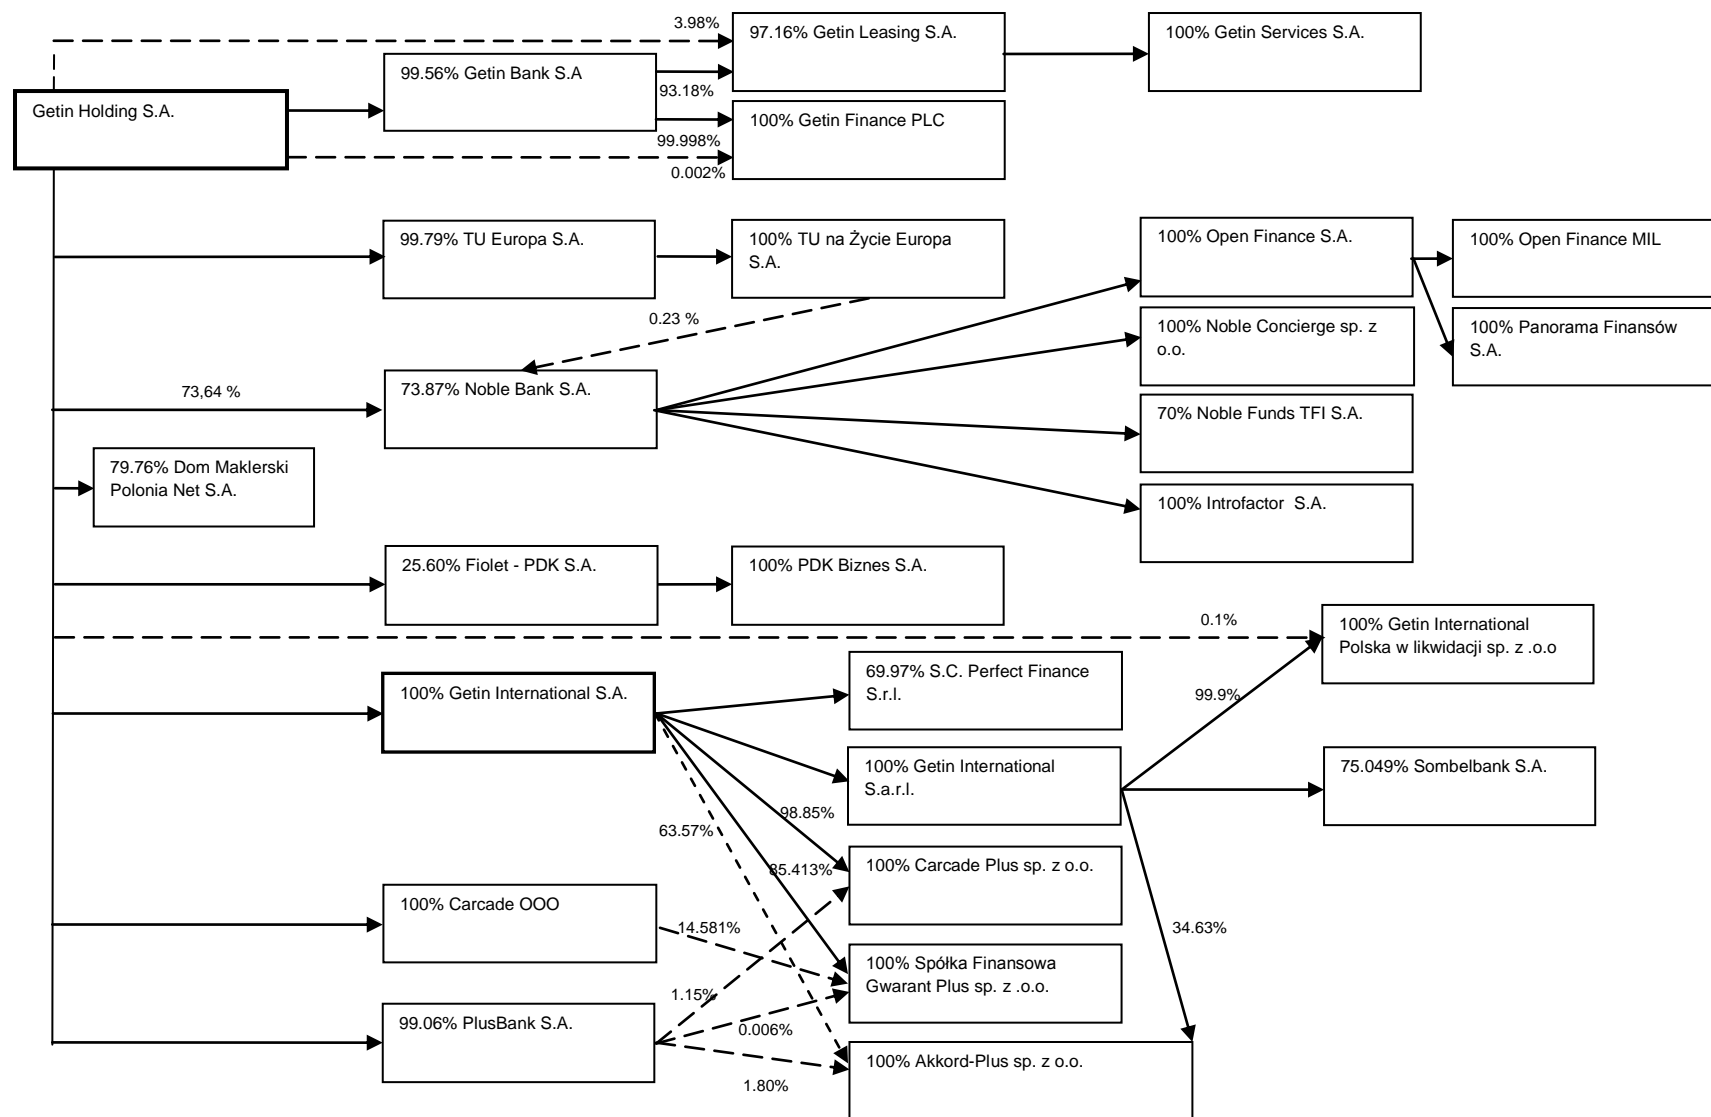 3.98%
97.16% Getin Leasing S.A.
100% Getin Services S.A.
99.56% Getin Bank S.A
93.18%
Getin Holding S.A.
100% Getin Finance PLC
99.998%
0.002%
99.79% TU Europa S.A.
100% TU na Życie Europa
S.A.
100% Open Finance S.A.
100% Open Finance MIL
0.23 %
100% Noble Concierge sp. z
o.o.
100% Panorama Finansów
S.A.
73,64 %
73.87% Noble Bank S.A.
70% Noble Funds TFI S.A.
79.76% Dom Maklerski
Polonia Net S.A.
100% Introfactor  S.A.
25.60% Fiolet - PDK S.A.
100% PDK Biznes S.A.
0.1%
100% Getin International
Polska w likwidacji sp. z .o.o
100% Getin International S.A.
69.97% S.C. Perfect Finance
S.r.l.
99.9%
100% Getin International
S.a.r.l.
75.049% Sombelbank S.A.
98.85%
63.57%
85.413%
100% Carcade Plus sp. z o.o.
100% Carcade OOO
14.581%
34.63%
100% Spółka Finansowa
Gwarant Plus sp. z .o.o.
1.15%
99.06% PlusBank S.A.
0.006%
100% Akkord-Plus sp. z o.o.
1.80%